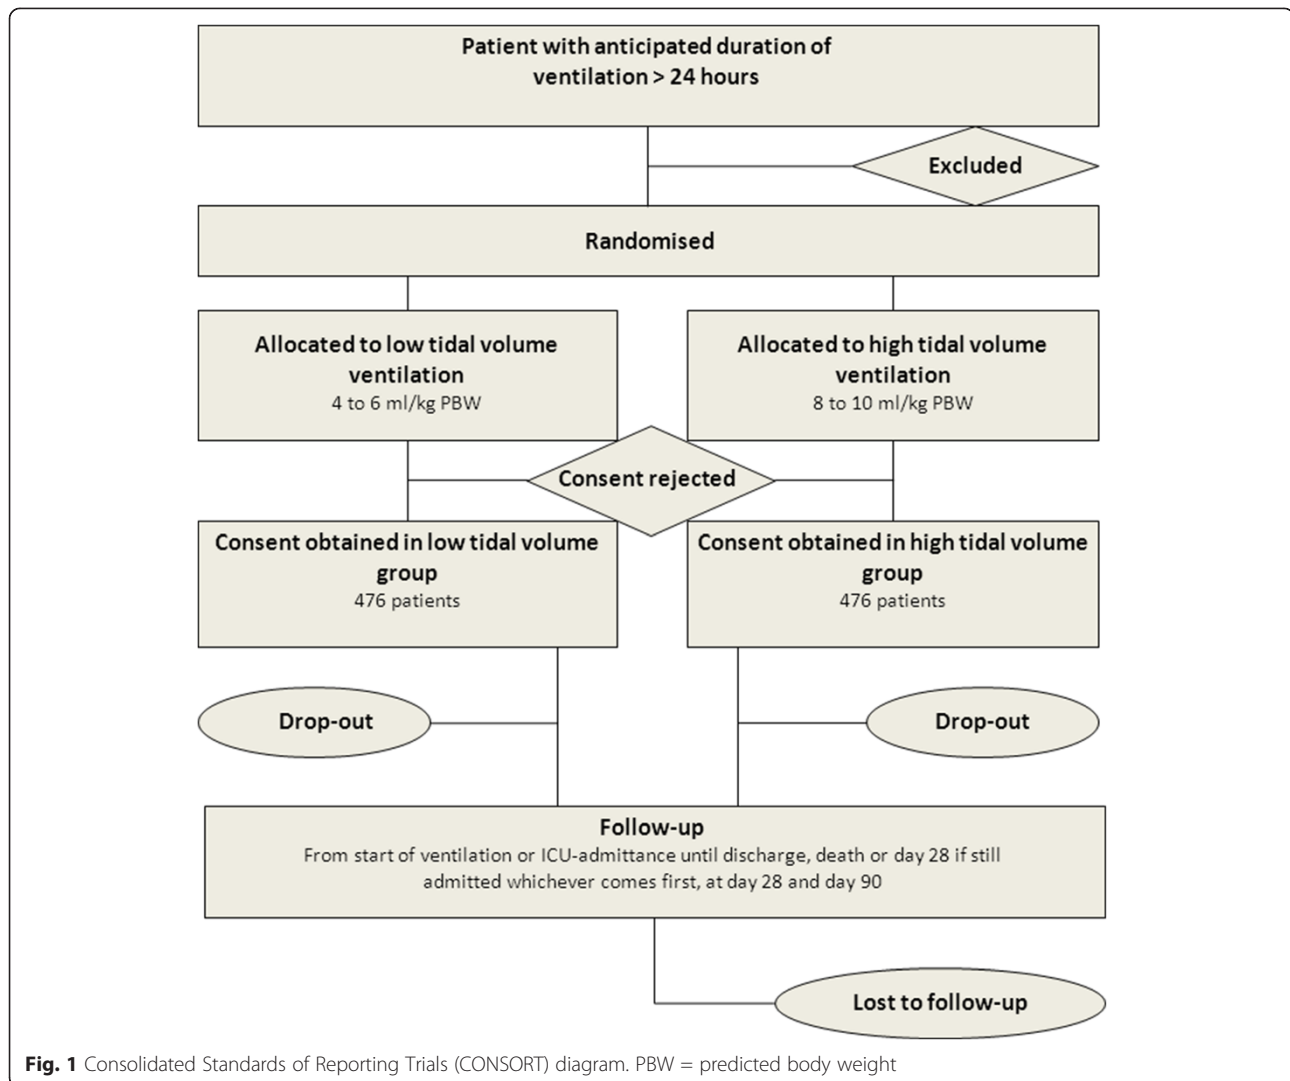 Patient with anticipated duration of
ventilation > 24 hours
Excluded
Randomised
Allocated to low tidal volume
ventilation
4 to 6 ml/kg PBW
Allocated to high tidal volume
ventilation
8 to 10 ml/kg PBW
Consent rejected
Consent obtained in low tidal volume
group
476 patients
Consent obtained in high tidal volume
group
476 patients
Drop-out
Drop-out
Follow-up
From start of ventilation or ICU-admittance until discharge, death or day 28 if still
admitted whichever comes first, at day 28 and day 90
Lost to follow-up
Fig. 1 Consolidated Standards of Reporting Trials (CONSORT) diagram. PBW = predicted body weight